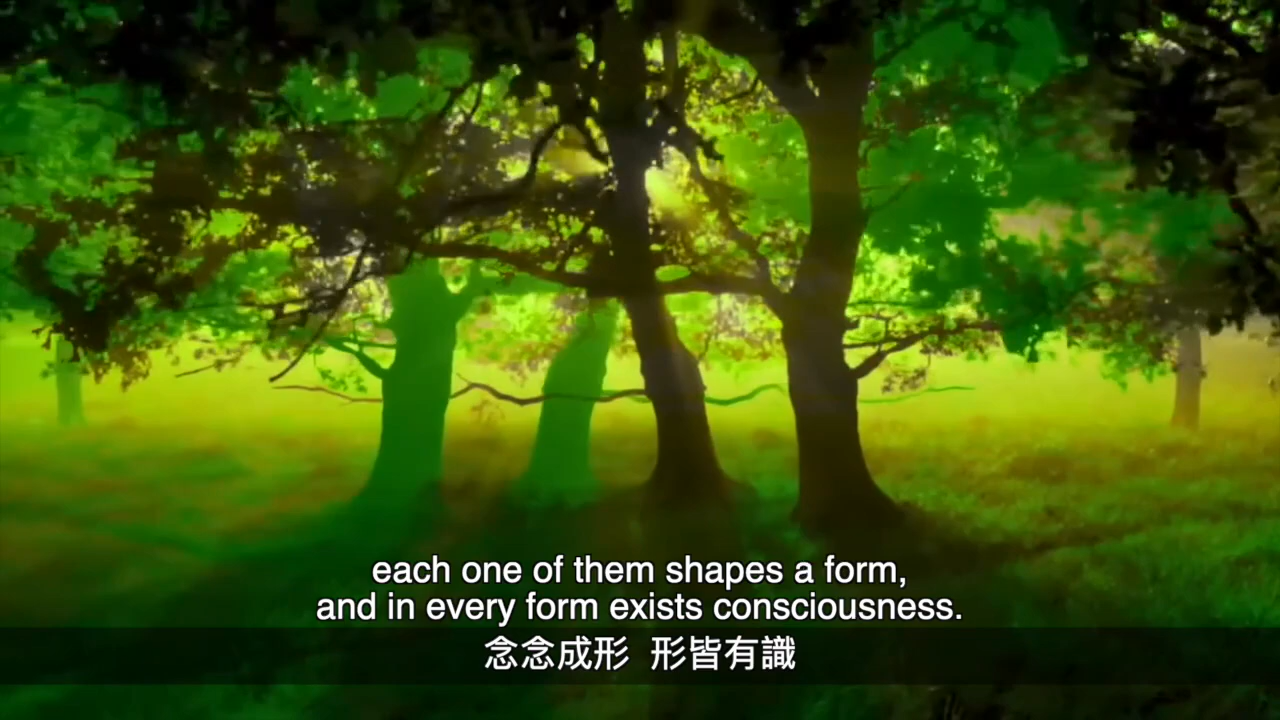 each one of them shapes a form,
and in every form exists consciousness.
念念成形 形皆有識